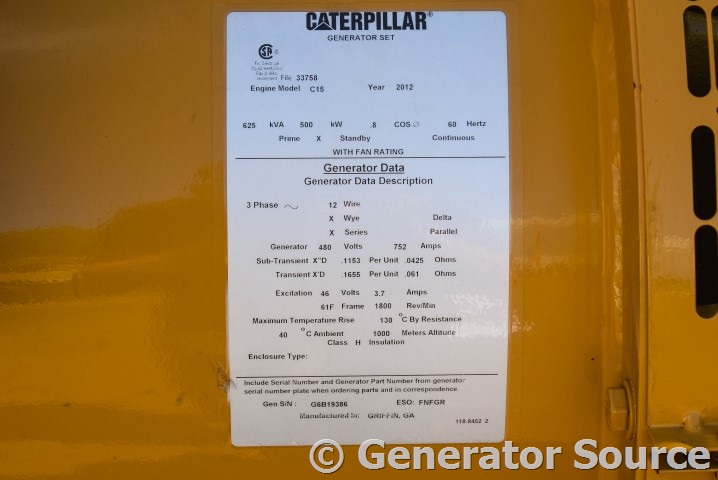 CATERPILLAR®
GENERATOR SET
SA ®
File 33758
Engine Model C15 Year 2012
625 kVA 500 kW .8 COS ∅ 60 Hertz
Prime X Standby Continuous
WITH FAN RATING
Generator Data
Generator Data Description
3 Phase ~ 12 Wire
X Wye Delta
X Series Parallel
Generator 480 Volts 752 Amps
Sub-Transient X"D .1153 Per Unit .0425 Ohms
Transient X'D .1655 Per Unit .061 Ohms
Excitation 46 Volts 3.7 Amps
61F Frame 1800 Rev/Min
Maximum Temperature Rise 130 °C By Resistance
40 °C Ambient 1000 Meters Altitude
Class H Insulation
Enclosure Type:
Include Serial Number and Generator Part Number from generator
serial number plate when ordering parts and in correspondence.
Gen S/N : G6B19386 ESO: FNFGR
Manufactured In: GRIFFIN, GA
118-8462 2
© Generator Source